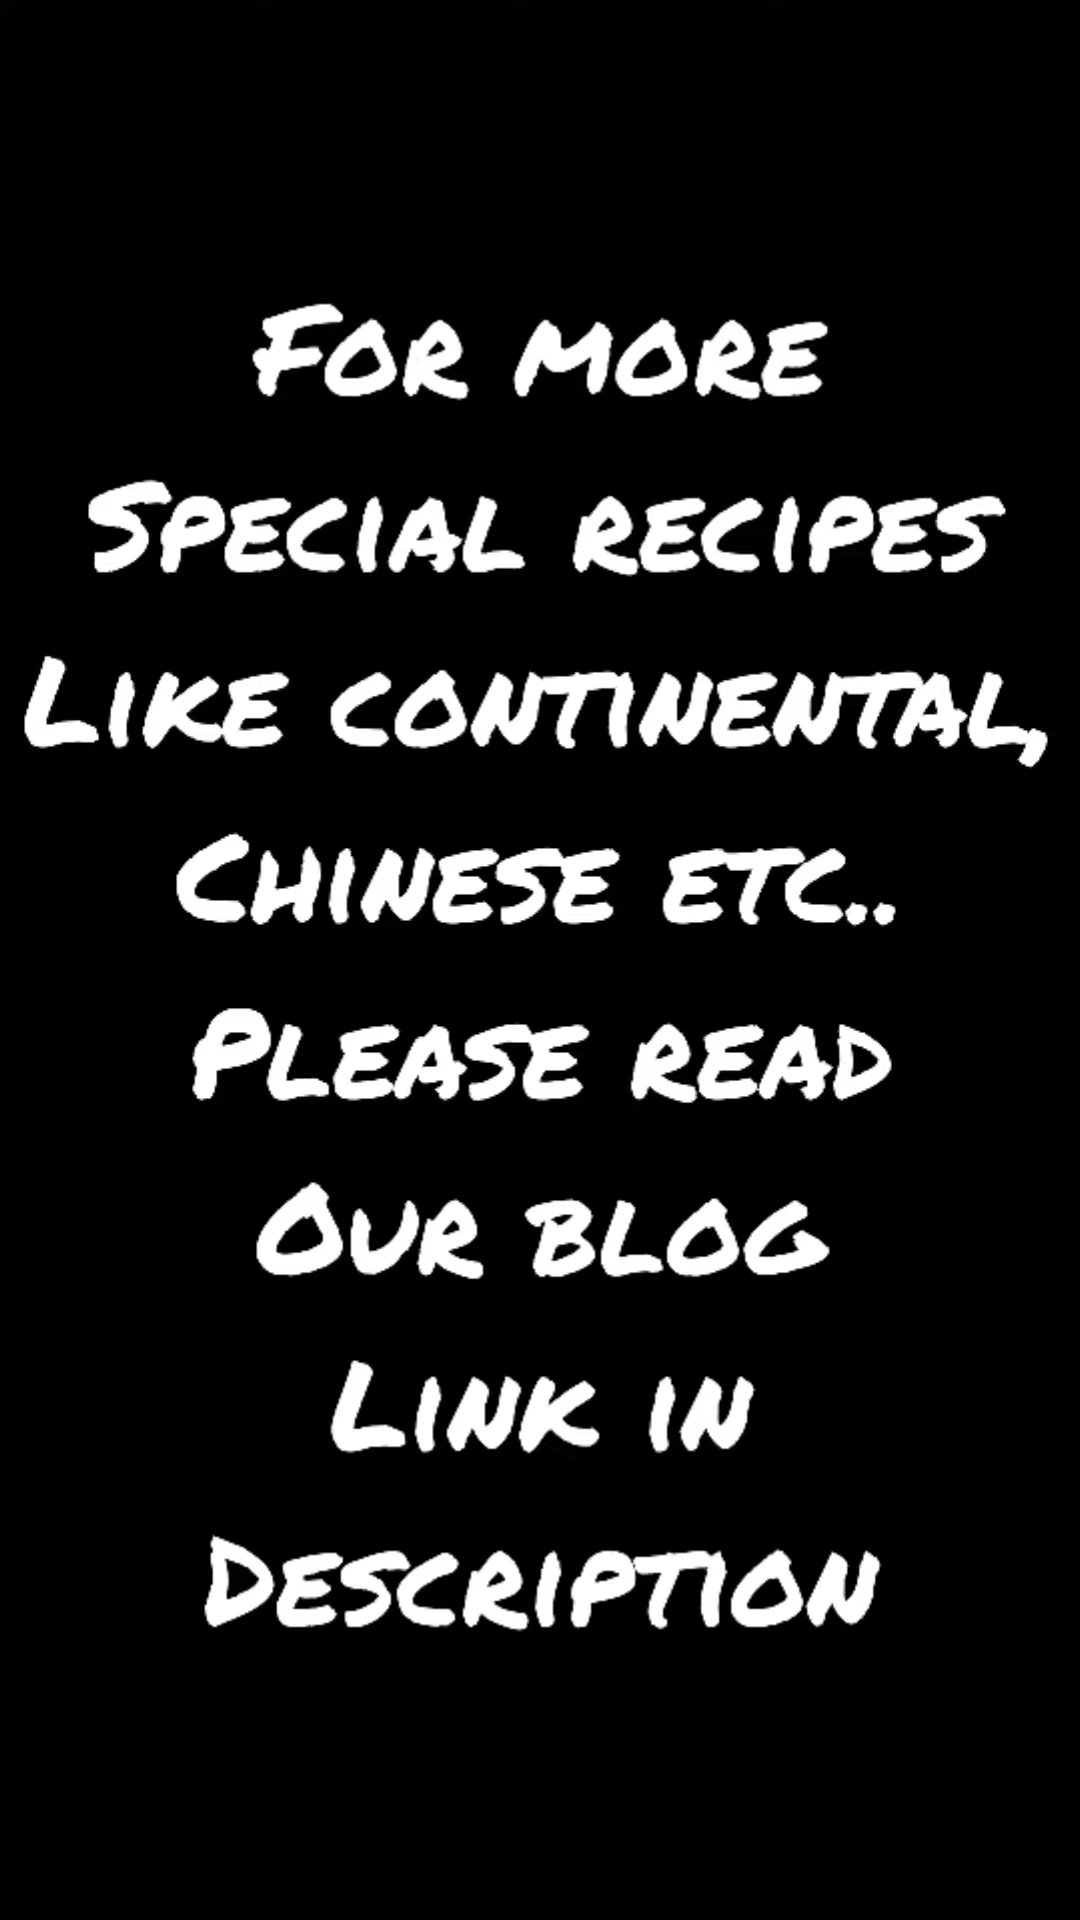 For more
Special recipes
Like continental,
Chinese etc..
Please read
Our blog
Link in
Description